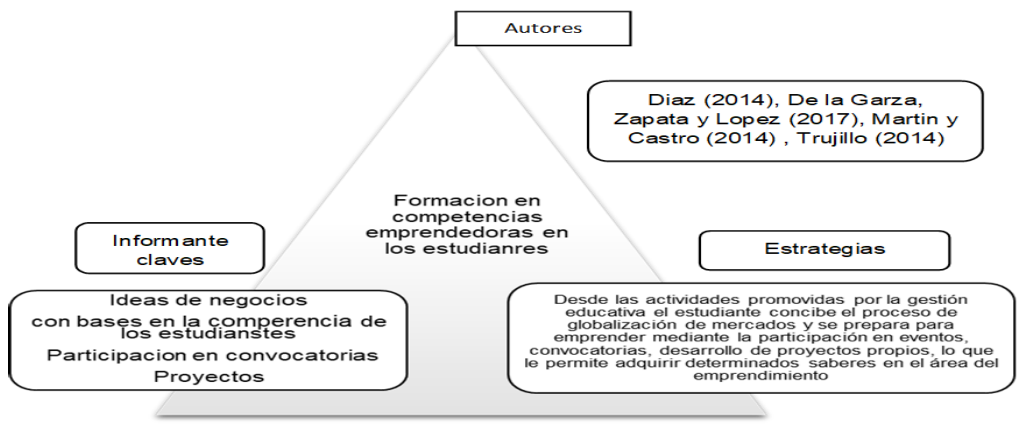 Autores
Diaz (2014), De la Garza,
Zapata y Lopez (2017), Martin y
Castro (2014) , Trujillo (2014)
Formacion en
competencias
emprendedoras en
los estudianres
Informante
claves
Ideas de negocios
con bases en la comperencia de
los estudianstes
Participacion en convocatorias
Proyectos
Estrategias
Desde las actividades promovidas por la gestión
educativa el estudiante concibe el proceso de
globalización de mercados y se prepara para
emprender mediante la participación en eventos,
convocatorias, desarrollo de proyectos propios, lo que
le permite adquirir determinados saberes en el área del
emprendimiento